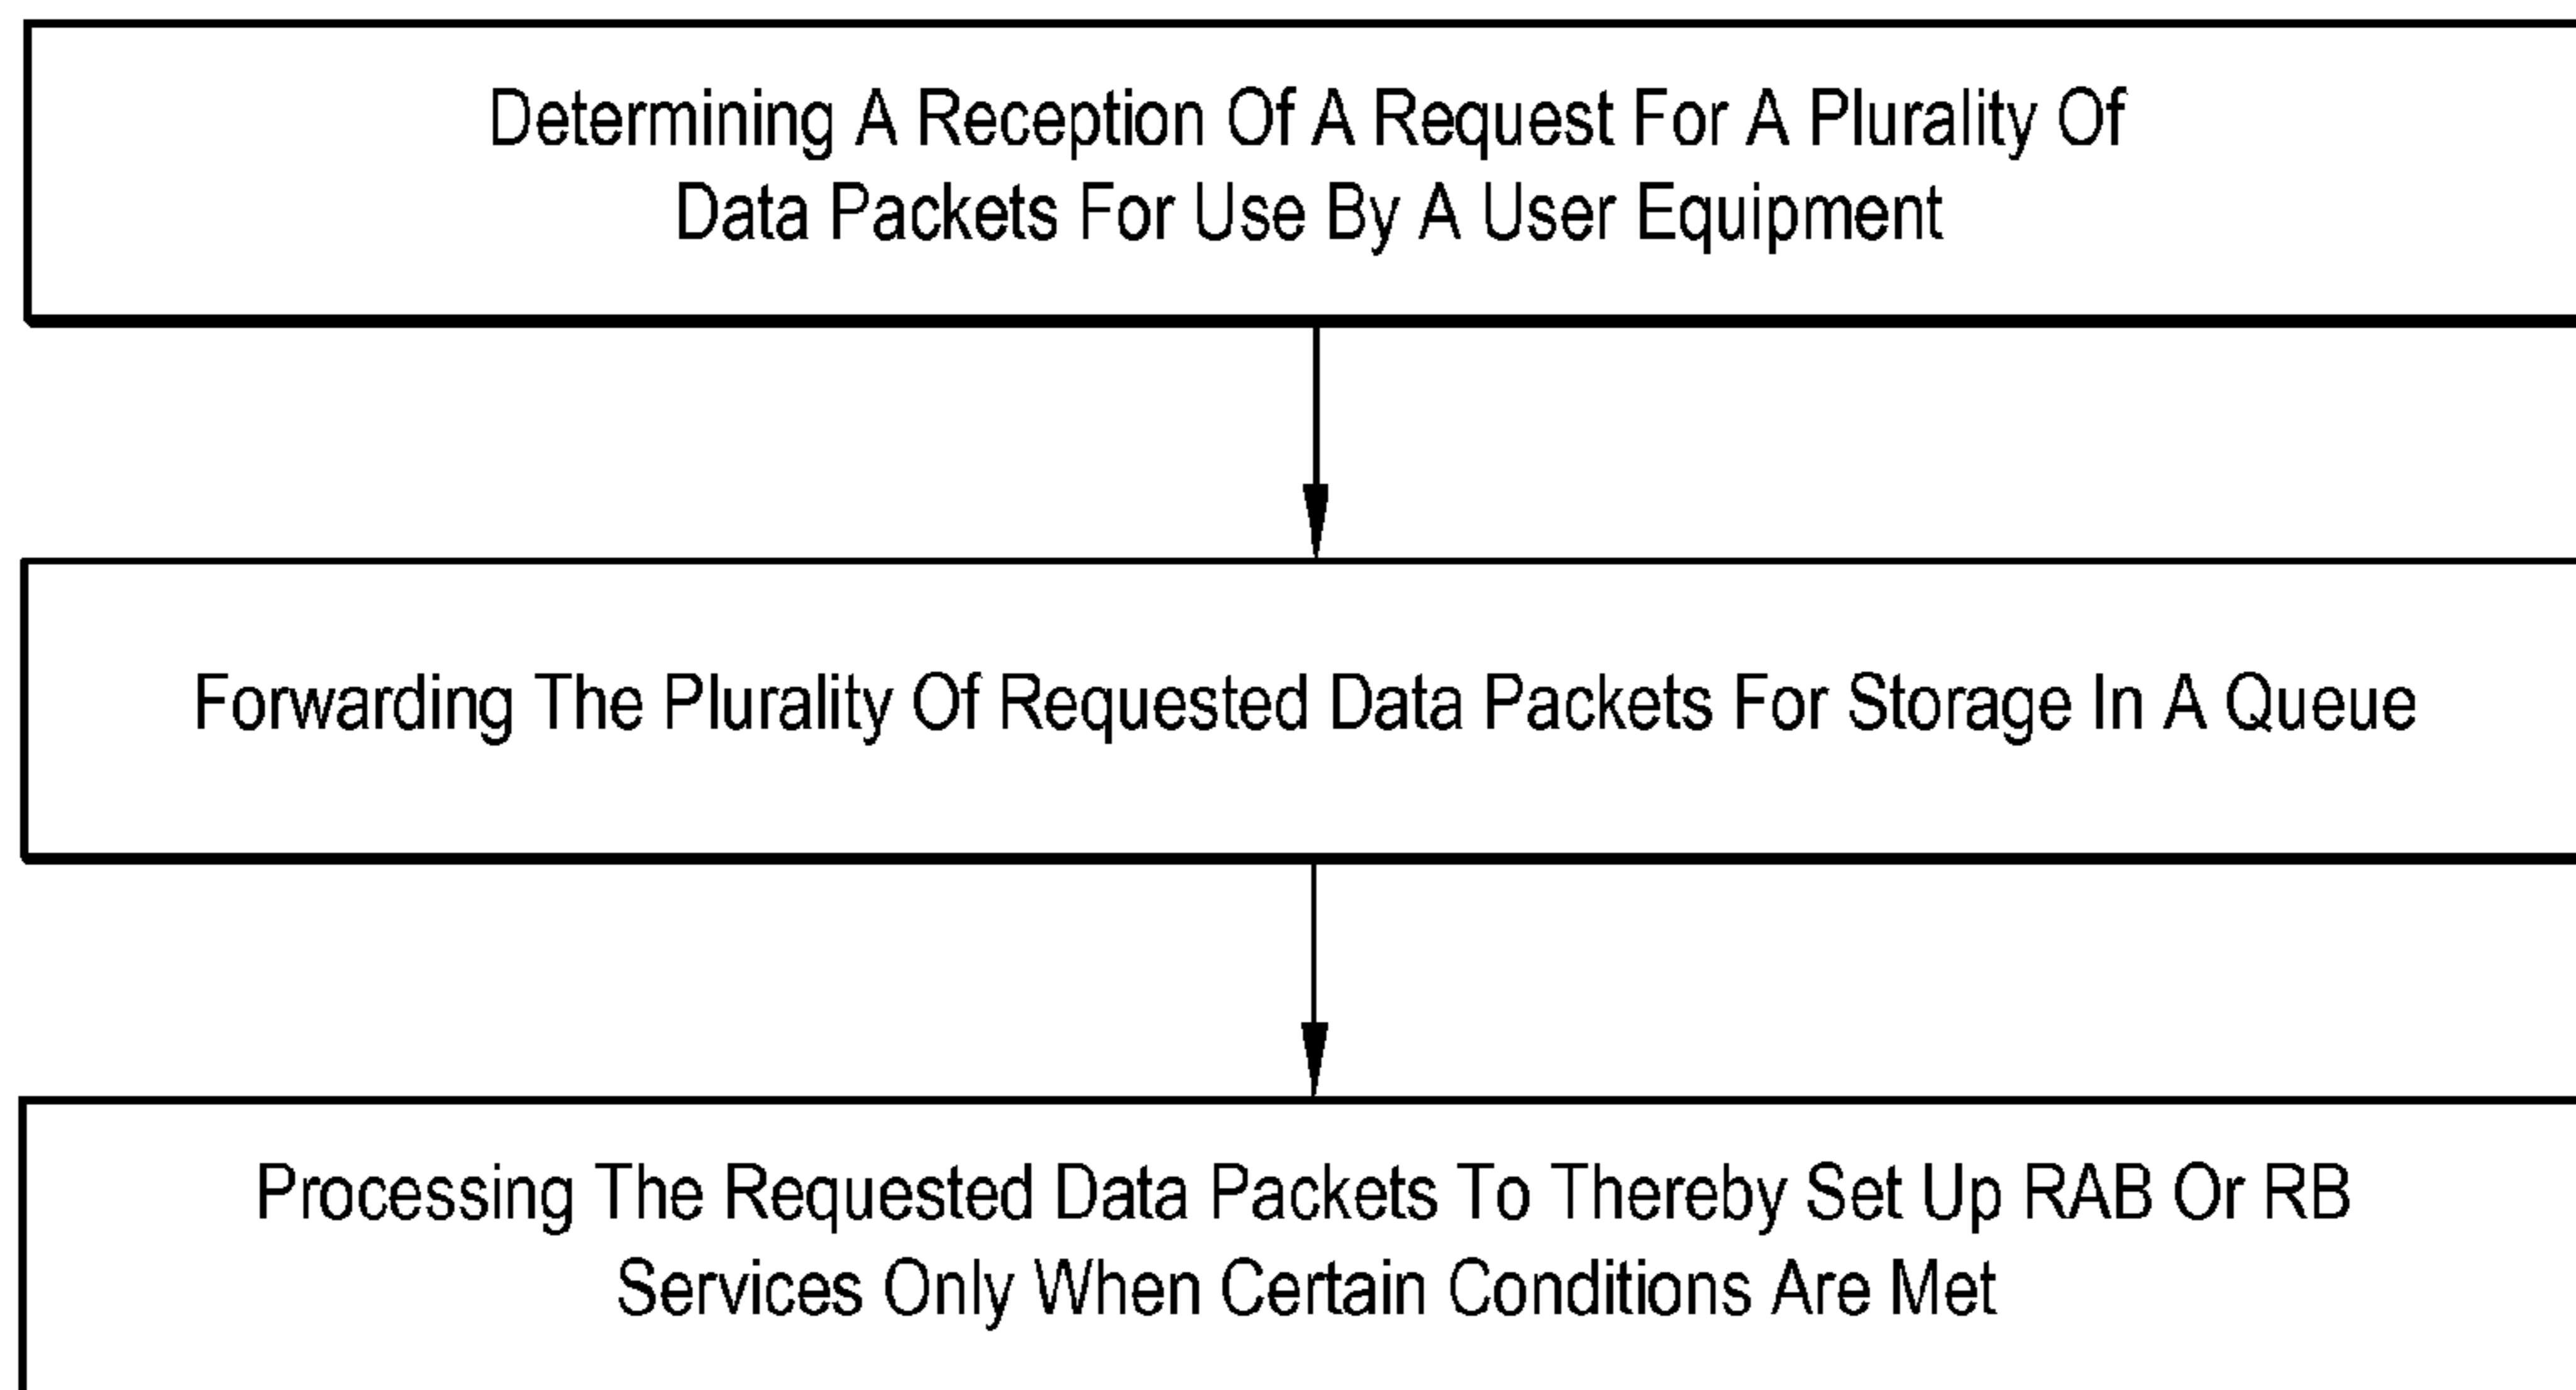 Determining A Reception Of A Request For A Plurality Of
Data Packets For Use By A User Equipment
Forwarding The Plurality Of Requested Data Packets For Storage In A Queue
Processing The Requested Data Packets To Thereby Set Up RAB Or RB
Services Only When Certain Conditions Are Met